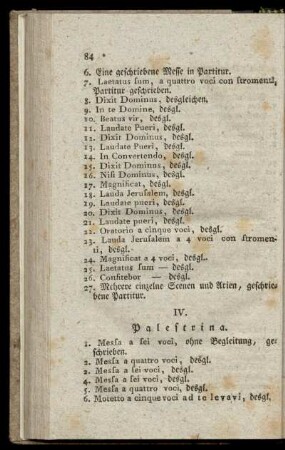 84
6. Eine geschriebene Messe in Partitur.
7. Laetatus sum, a quattro voci con stromenti,
Partitur geschrieben.
8. Dixit Dominus, desgleichen.
9. In te Domine, desgl.
10. Beatus vir, desgl.
11. Laudate Pueri, desgl.
12. Dixit Dominus, desgl.
13. Laudate Pueri, desgl.
14. In Convertendo, desgl.
15. Dixit Dominus, desgl.
16. Nisi Dominus, desgl.
17. Magnificat, desgl.
18. Lauda Jerusalem, desgl.
19. Laudate pueri, desgl.
20. Dixit Dominus, desgl.
21. Laudate pueri, desgl.
22. Oratorio a cinque voci, desgl.
23. Lauda Jerusalem a 4 voci con stromen-
ti, desgl.
24. Magnificat a 4 voci, desgl.
25. Laetatus sum — desgl.
26. Confitebor — desgl.
27. Mehrere einzelne Scenen und Arien, geschrie-
bene Partitur.
IV.
Palestrina.
1. Messa a sei voci, ohne Begleitung, ge-
schrieben.
2. Messa a quattro voci, desgl.
3. Messa a sei voci, desgl.
4. Messa a sei voci, desgl.
5. Messa a quattro voci, desgl.
6. Motetto a cinque voci ad te levavi, desgl.